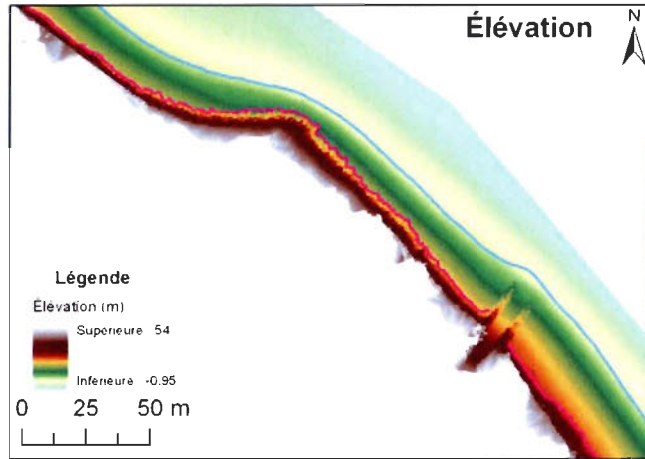 Élévation
N
Légende
Élévation (m)
Supérieure 54
Inférieure -0.95
0 25 50 m